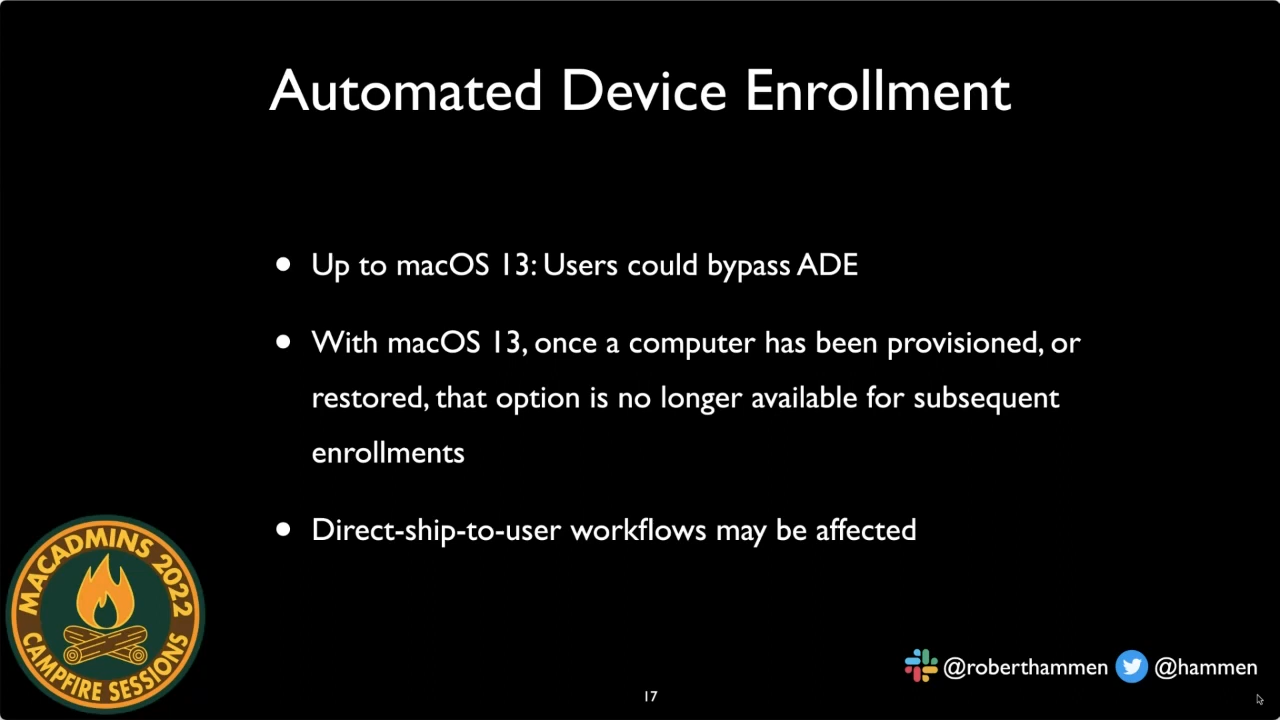 Automated Device Enrollment
• Up to macOS 13: Users could bypass ADE
• With macOS 13, once a computer has been provisioned, or
restored, that option is no longer available for subsequent
enrollments
• Direct-ship-to-user workflows may be affected
MACADMINS 2022
CAMPFIRE SESSIONS
@roberthammen @hammen
17